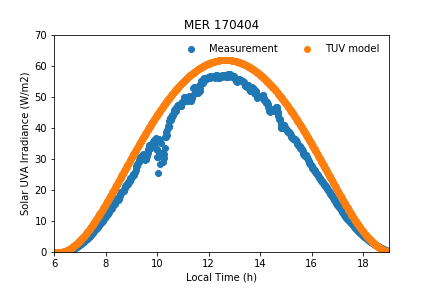 MER 170404
Measurement TUV model
70
60
50
40
30
20
10
0
Solar UVA Irradiance (W/m2)
6 8 10 12 14 16 18
Local Time (h)